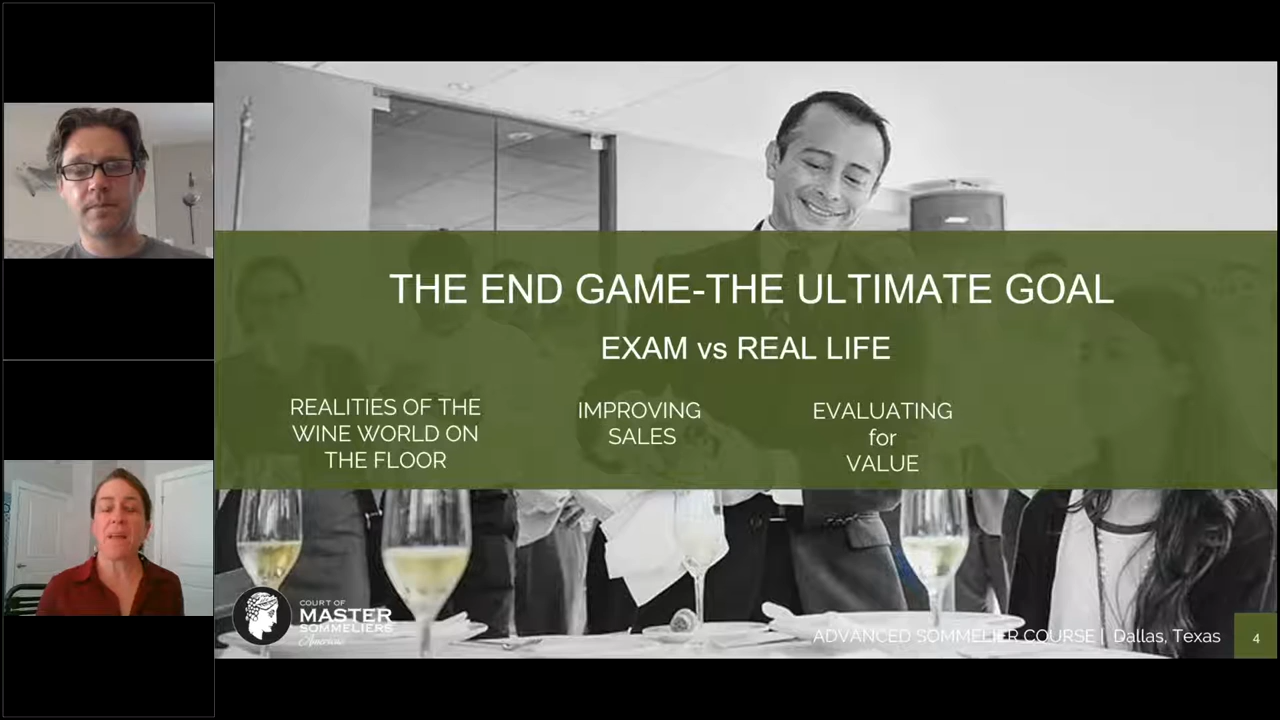 THE END GAME-THE ULTIMATE GOAL
EXAM vs REAL LIFE
REALITIES OF THE
WINE WORLD ON
THE FLOOR
IMPROVING
SALES
EVALUATING
for
VALUE
COURT OF
MASTER
SOMMELIERS
Americas
ADVANCED SOMMELIER COURSE | Dallas, Texas
4